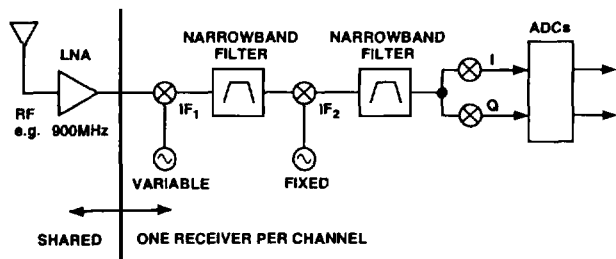 NARROWBAND
FILTER
NARROWBAND
FILTER
ADCs
LNA
I
RF
e.g. 900MHz
IF1
IF2
Q
VARIABLE
FIXED
SHARED
ONE RECEIVER PER CHANNEL